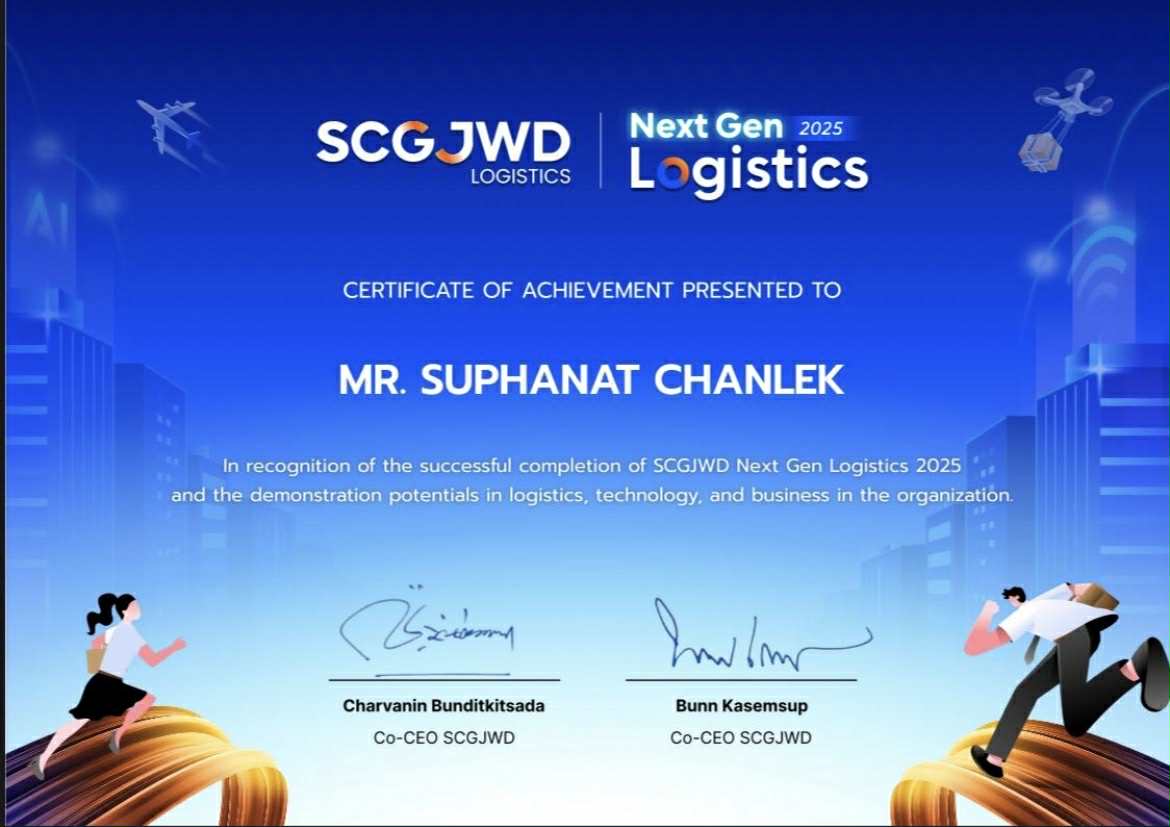 SCGJWD
LOGISTICS
Next Gen 2025
Logistics
AI
CERTIFICATE OF ACHIEVEMENT PRESENTED TO
MR. SUPHANAT CHANLEK
In recognition of the successful completion of SCGJWD Next Gen Logistics 2025
and the demonstration potentials in logistics, technology, and business in the organization.
Charvanin Bunditkitsada
Co-CEO SCGJWD
Bunn Kasemsup
Co-CEO SCGJWD